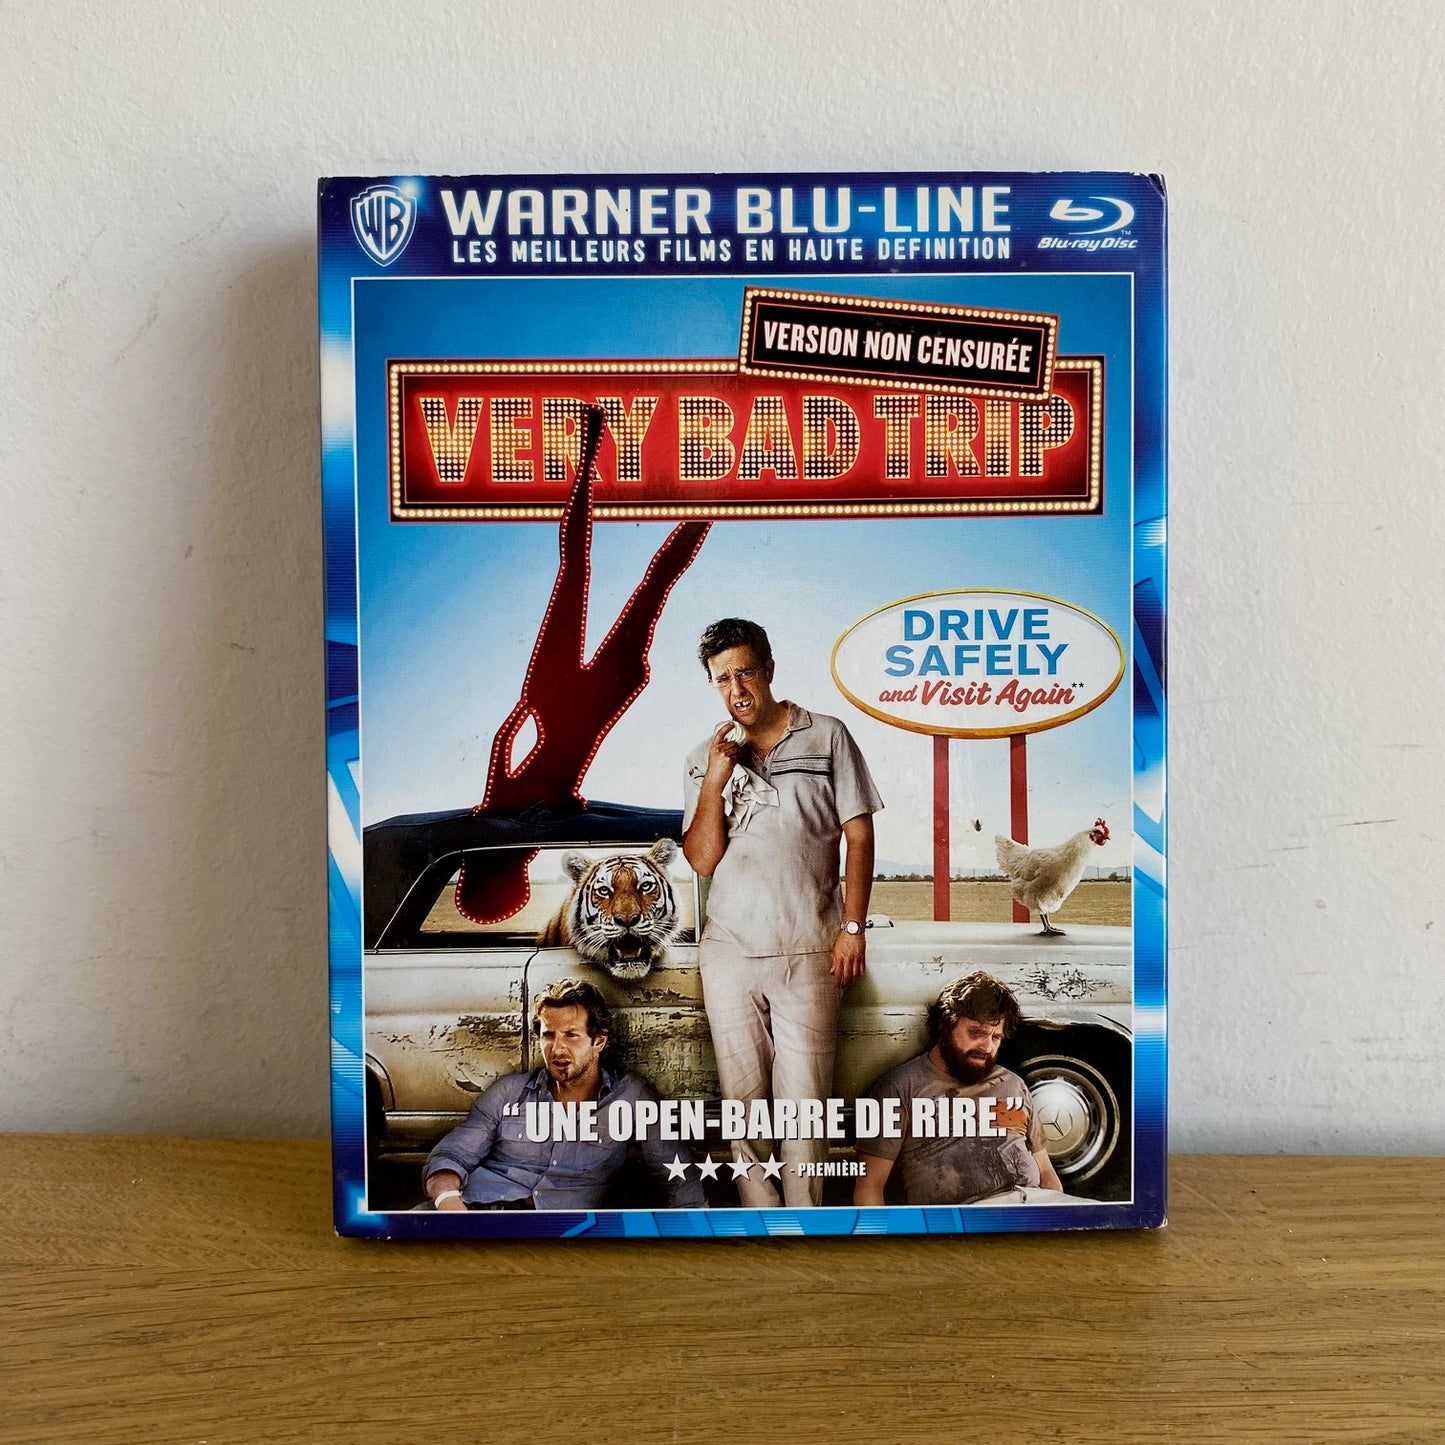 WB
WARNER BLU-LINE
LES MEILLEURS FILMS EN HAUTE DEFINITION
Blu-ray Disc™
VERSION NON CENSURÉE
VERY BAD TRIP
DRIVE
SAFELY
and Visit Again**
“UNE OPEN-BARRE DE RIRE.”
★★★★ - PREMIÈRE